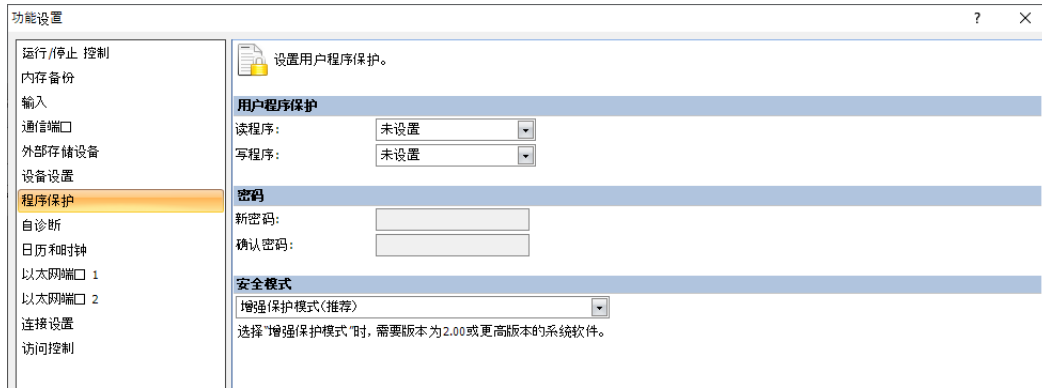 功能设置
? ×
运行/停止 控制
内存备份
输入
通信端口
外部存储设备
设备设置
程序保护
自诊断
日历和时钟
以太网端口 1
以太网端口 2
连接设置
访问控制
设置用户程序保护。
用户程序保护
读程序: 未设置
写程序: 未设置
密码
新密码:
确认密码:
安全模式
增强保护模式(推荐)
选择"增强保护模式"时, 需要版本为2.00或更高版本的系统软件。